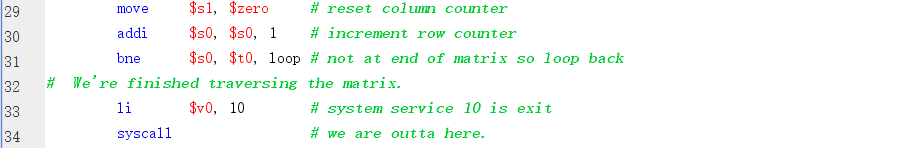 29 move $s1, $zero # reset column counter
30 addi $s0, $s0, 1 # increment row counter
31 bne $s0, $t0, loop # not at end of matrix so loop back
32 # We're finished traversing the matrix.
33 li $v0, 10 # system service 10 is exit
34 syscall # we are outta here.